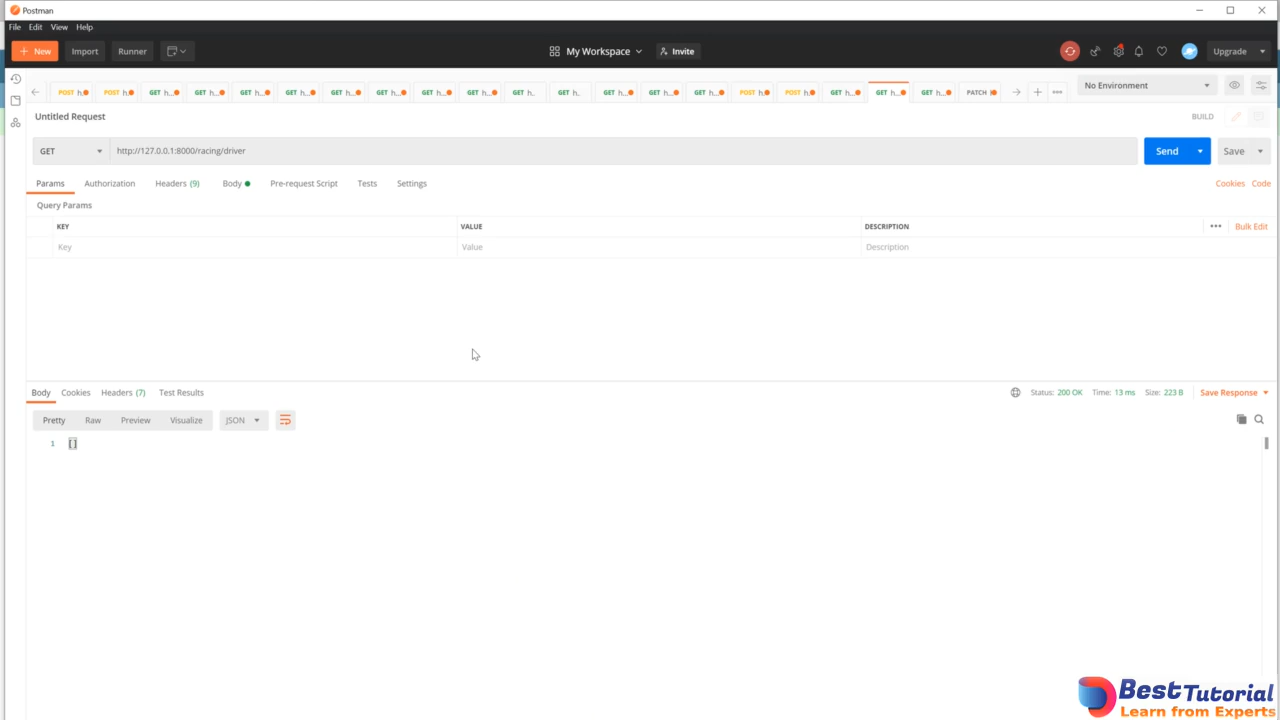 Postman
File Edit View Help
New Import Runner My Workspace Invite Upgrade
POST h. POST h. GET h... GET h... GET h... GET h... GET h... GET h... GET h... GET h... GET h. GET h. GET h... GET h... GET h... POST h. POST h. GET h... GET h... GET h... PATCH No Environment
Untitled Request BUILD
GET http://127.0.0.1:8000/racing/driver Send Save
Params Authorization Headers (9) Body Pre-request Script Tests Settings Cookies Code
Query Params
KEY VALUE DESCRIPTION Bulk Edit
Key Value Description
Body Cookies Headers (7) Test Results Status: 200 OK Time: 13 ms Size: 223 B Save Response
Pretty Raw Preview Visualize JSON
1 []
BestTutorial
Learn from Experts